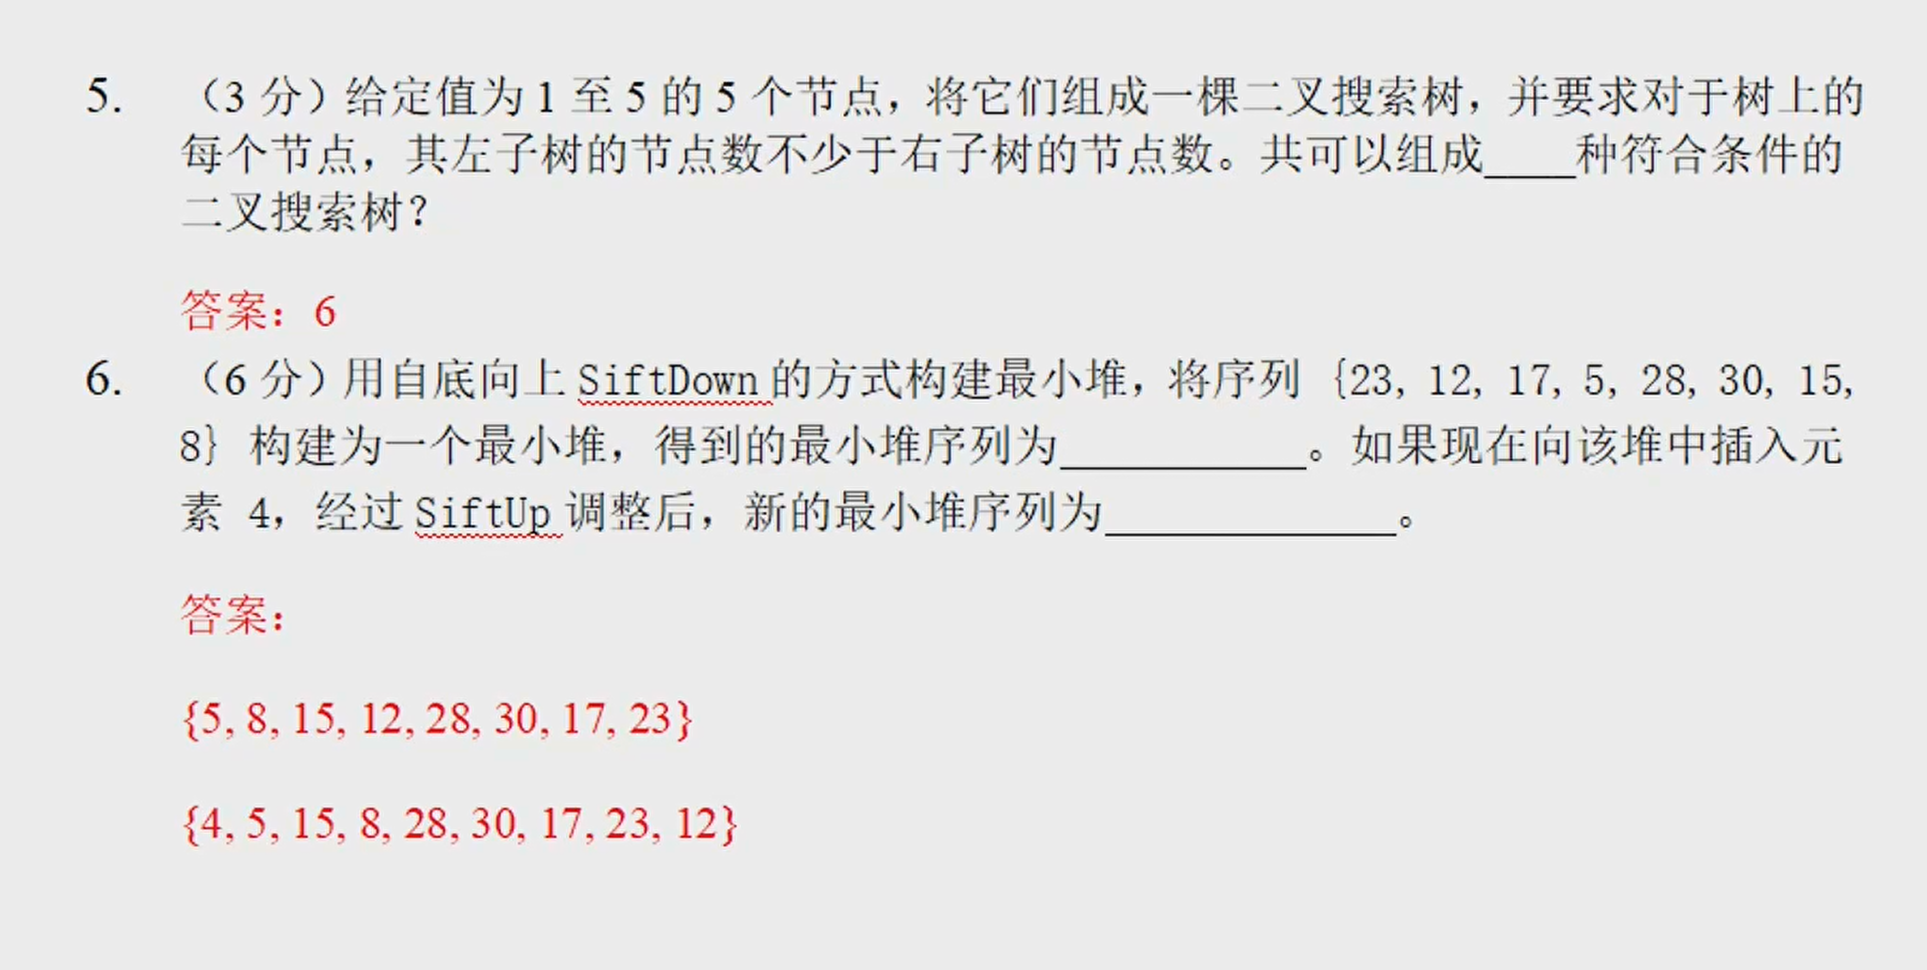 5. （3 分）给定值为 1 至 5 的 5 个节点，将它们组成一棵二叉搜索树，并要求对于树上的
每个节点，其左子树的节点数不少于右子树的节点数。共可以组成____种符合条件的
二叉搜索树？
答案：6
6. （6 分）用自底向上 SiftDown 的方式构建最小堆，将序列 {23, 12, 17, 5, 28, 30, 15,
8} 构建为一个最小堆，得到的最小堆序列为___________。如果现在向该堆中插入元
素 4，经过 SiftUp 调整后，新的最小堆序列为_____________。
答案：
{5, 8, 15, 12, 28, 30, 17, 23}
{4, 5, 15, 8, 28, 30, 17, 23, 12}